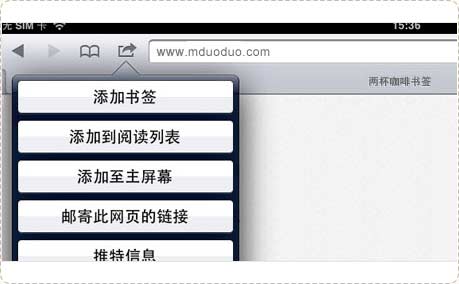 无 SIM 卡
15:36
www.mduoduo.com
两杯咖啡书签
添加书签
添加到阅读列表
添加至主屏幕
邮寄此网页的链接
推特信息